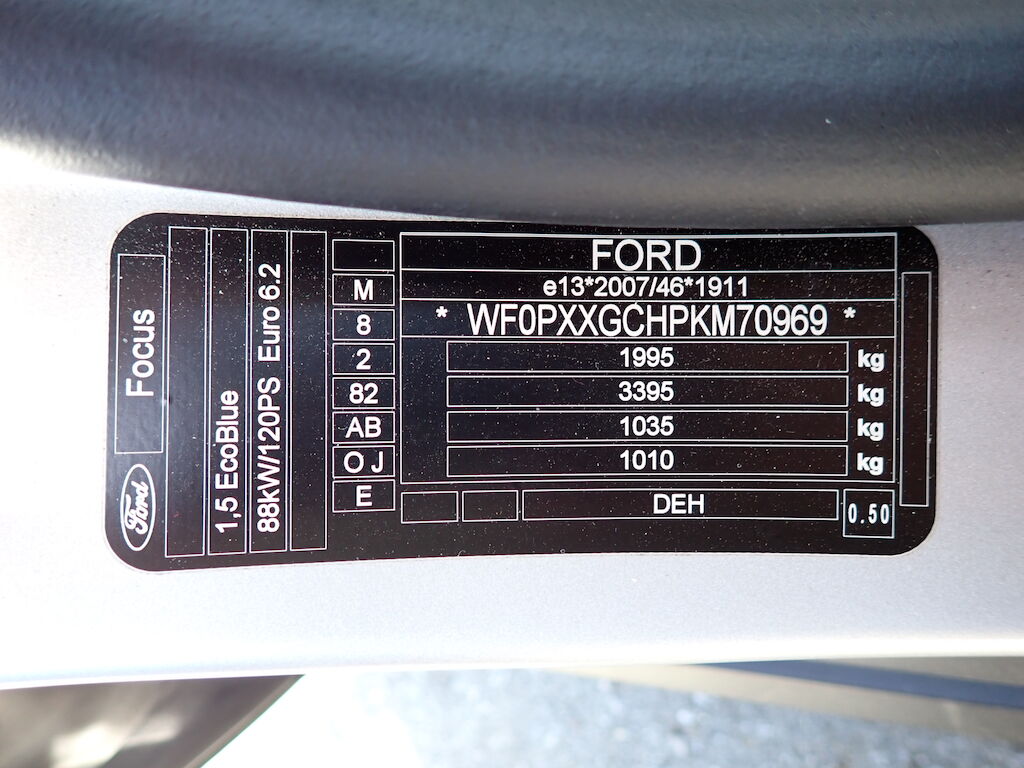 Focus
Ford
1,5 EcoBlue
88kW/120PS Euro 6.2
M
8
2
82
AB
O J
E
FORD
e13*2007/46*1911
* WF0PXXGCHPKM70969 *
1995 kg
3395 kg
1035 kg
1010 kg
DEH
0.50